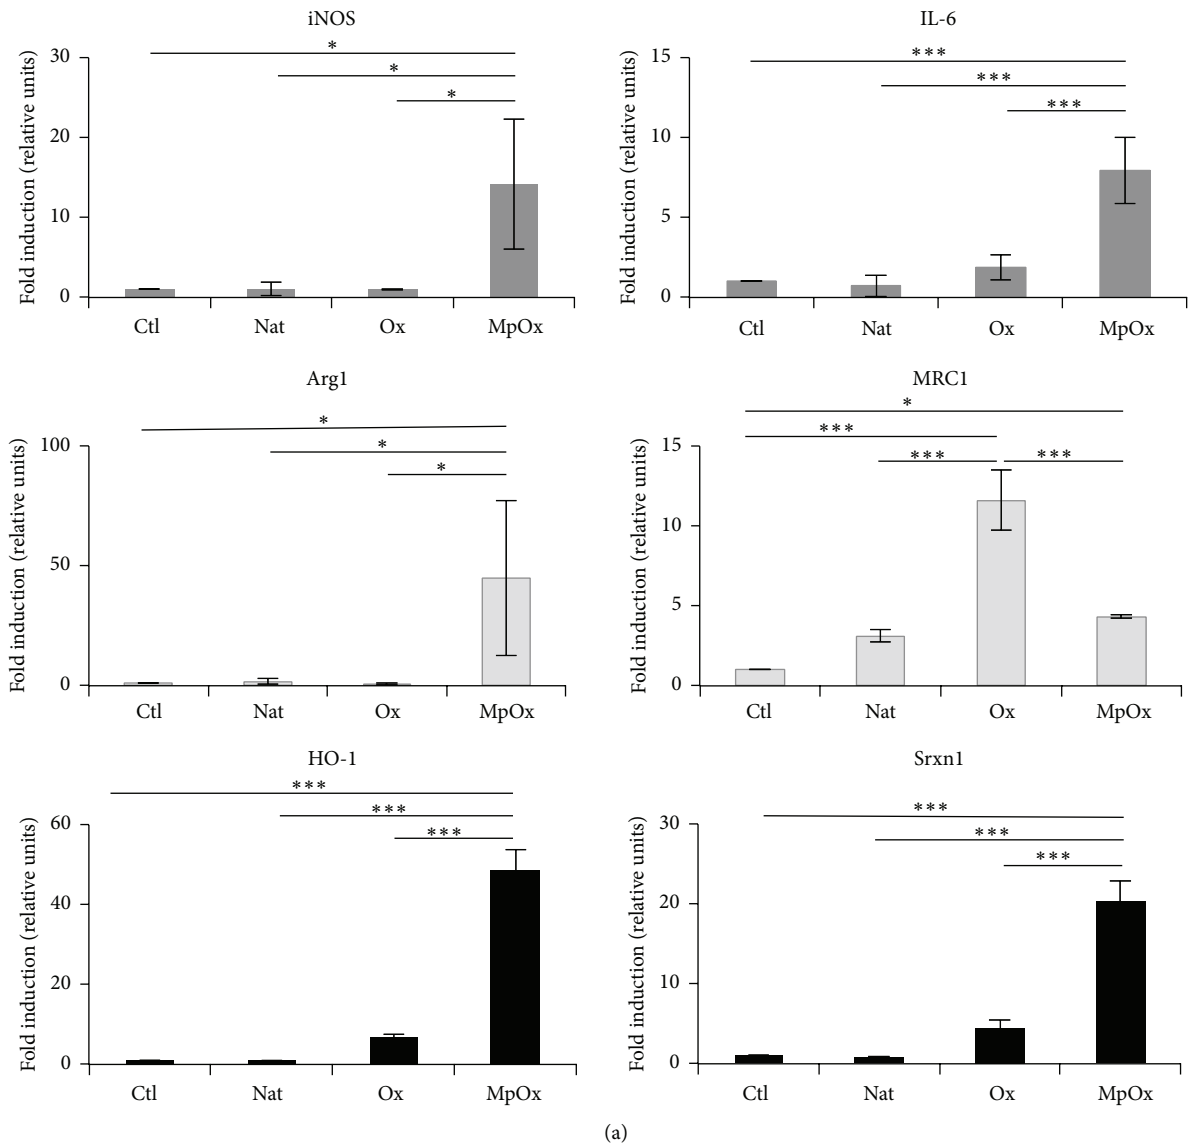 iNOS
Fold induction (relative units)
30
20
10
0
*
*
*
Ctl Nat Ox MpOx
IL-6
Fold induction (relative units)
15
10
5
0
***
***
***
Ctl Nat Ox MpOx
Arg1
Fold induction (relative units)
100
50
0
*
*
*
Ctl Nat Ox MpOx
MRC1
Fold induction (relative units)
15
10
5
0
*
***
*** ***
Ctl Nat Ox MpOx
HO-1
Fold induction (relative units)
60
40
20
0
***
***
***
Ctl Nat Ox MpOx
Srxn1
Fold induction (relative units)
30
20
10
0
***
***
***
Ctl Nat Ox MpOx
(a)